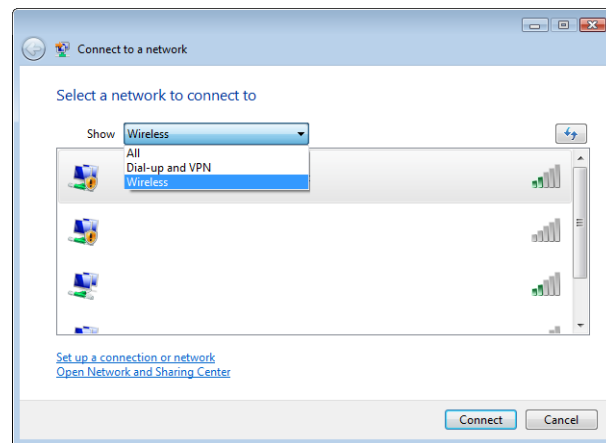 Connect to a network
Select a network to connect to
Show Wireless
All
Dial-up and VPN
Wireless
Set up a connection or network
Open Network and Sharing Center
Connect Cancel